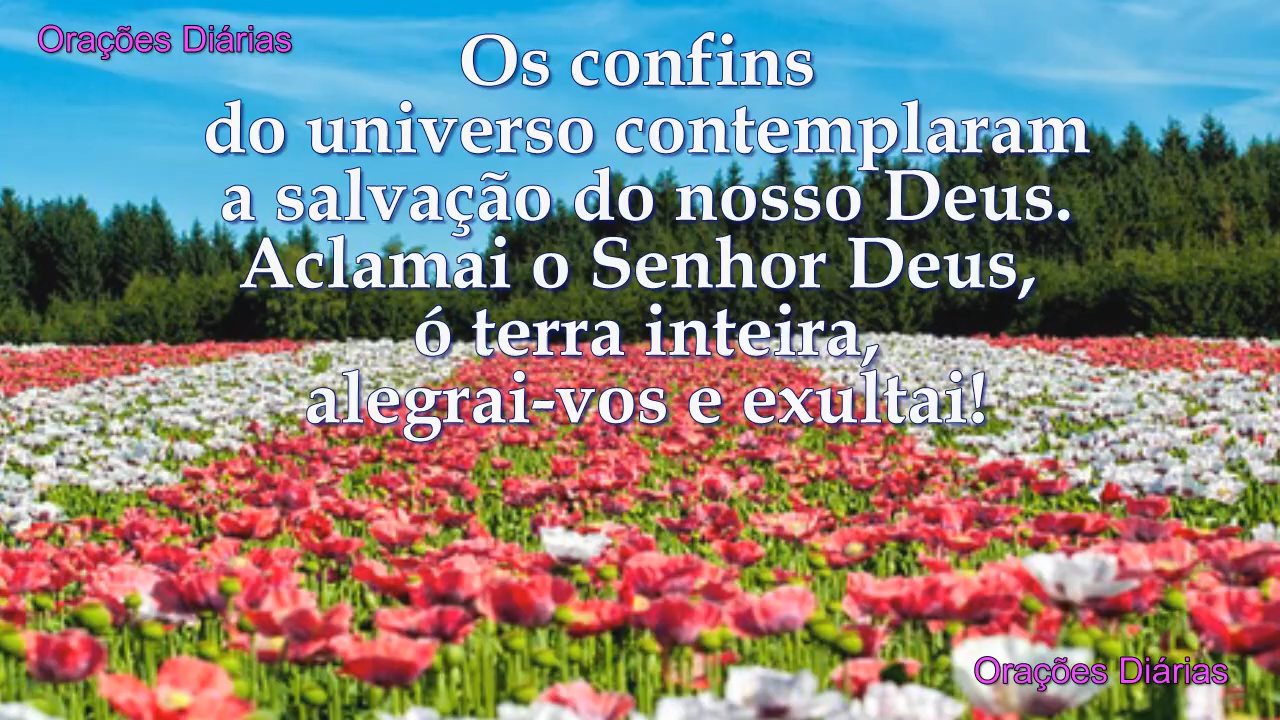 Orações Diárias
Os confins
do universo contemplaram
a salvação do nosso Deus.
Aclamai o Senhor Deus,
ó terra inteira,
alegrai-vos e exultai!
Orações Diárias